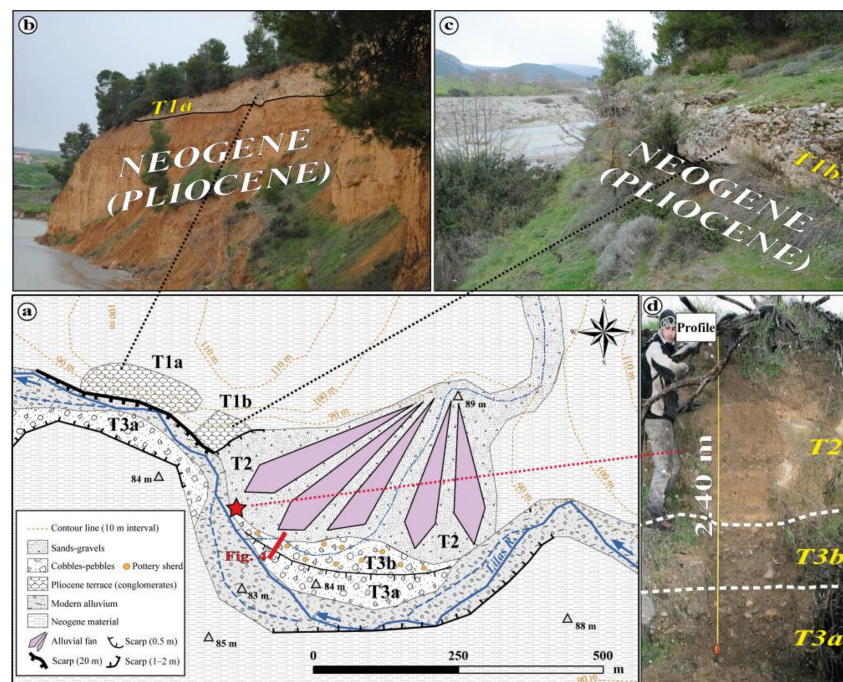 b
T1a
NEOGENE
(PLIOCENE)
c
NEOGENE
(PLIOCENE)
T1b
a
100 m
110 m
110 m
90 m
100 m
90 m
100 m
90 m
N
W E
S
T1a
T1b
T3a
84 m
T2
89 m
T2
Fig. 4
T3b
T3a
84 m
83 m
85 m
88 m
Lilas R.
90 m
Contour line (10 m interval)
Sands-gravels
Cobbles-pebbles Pottery sherd
Pliocene terrace (conglomerates)
Modern alluvium
Neogene material
Alluvial fan Scarp (0.5 m)
Scarp (20 m) Scarp (1–2 m)
0 250 500
m
d
Profile
2.40 m
T2
T3b
T3a